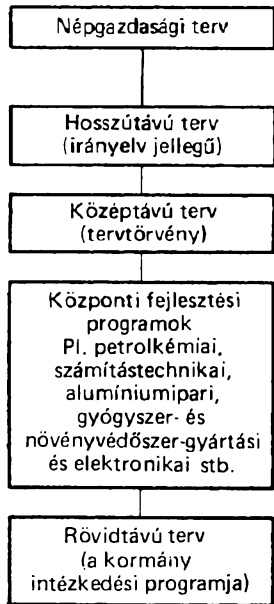 Népgazdasági terv
Hosszútávú terv
(irányelv jellegű)
Középtávú terv
(tervtörvény)
Központi fejlesztési
programok
Pl. petrolkémiai,
számítástechnikai,
alumíniumipari,
gyógyszer- és
növényvédőszer-gyártási
és elektronikai stb.
Rövidtávú terv
(a kormány
intézkedési programja)